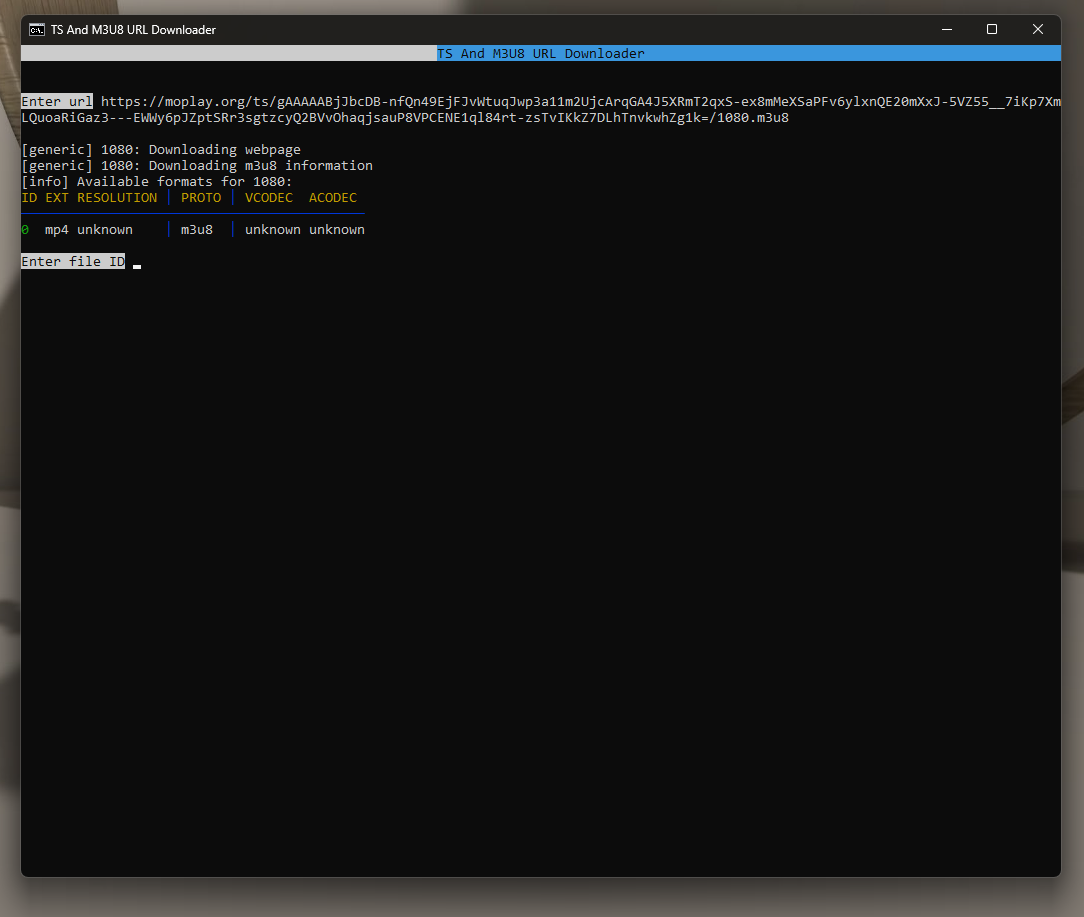 TS And M3U8 URL Downloader
TS And M3U8 URL Downloader
Enter url https://moplay.org/ts/gAAAAABjJbcDB-nfQn49EjFJvWtuqJwp3a11m2UjcArqGA4J5XRmT2qxS-ex8mMeXSaPFv6ylxnQE20mXxJ-5VZ55__7iKp7Xm
LQuoaRiGaz3---EWWy6pJZptSRr3sgtzcyQ2BVvOhaqjsauP8VPCENE1ql84rt-zsTvIKkZ7DLhTnvkwhZg1k=/1080.m3u8
[generic] 1080: Downloading webpage
[generic] 1080: Downloading m3u8 information
[info] Available formats for 1080:
ID EXT RESOLUTION │ PROTO │ VCODEC  ACODEC
0  mp4 unknown    │ m3u8  │ unknown unknown
Enter file ID